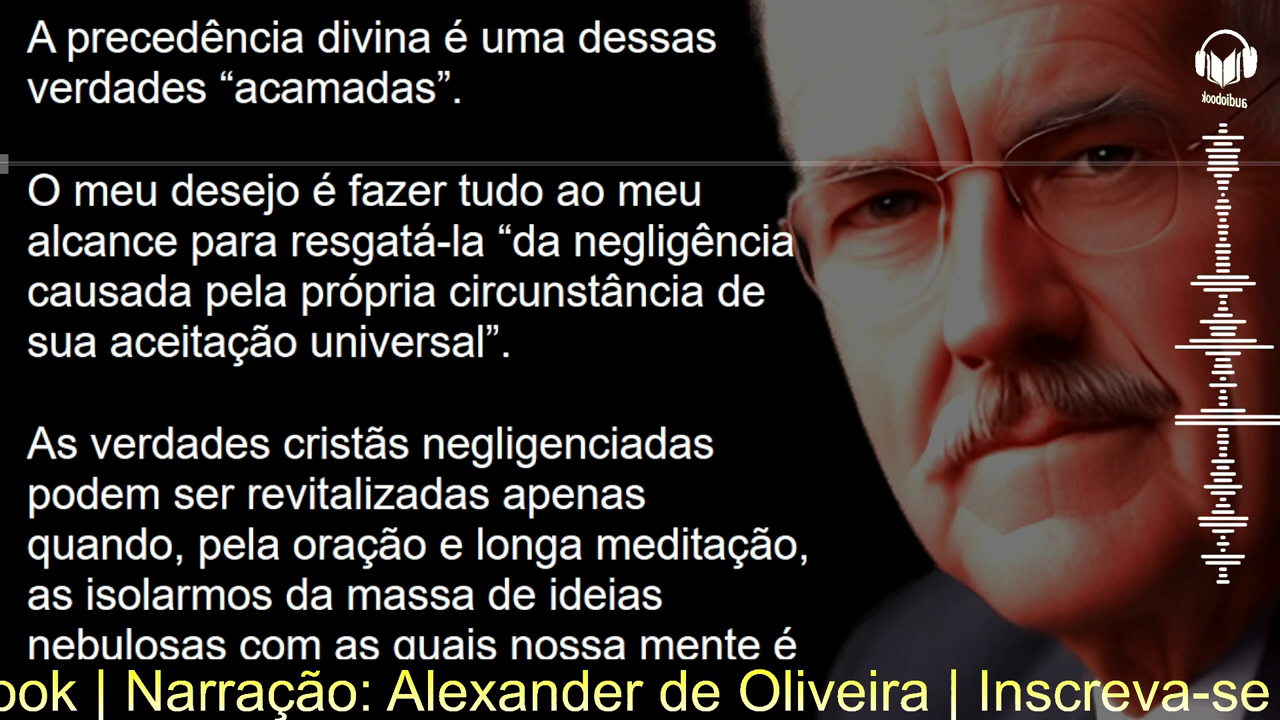 A precedência divina é uma dessas
verdades “acamadas”.
O meu desejo é fazer tudo ao meu
alcance para resgatá-la “da negligência
causada pela própria circunstância de
sua aceitação universal”.
As verdades cristãs negligenciadas
podem ser revitalizadas apenas
quando, pela oração e longa meditação,
as isolarmos da massa de ideias
nebulosas com as quais nossa mente é
ook | Narração: Alexander de Oliveira | Inscreva-se
audiobook